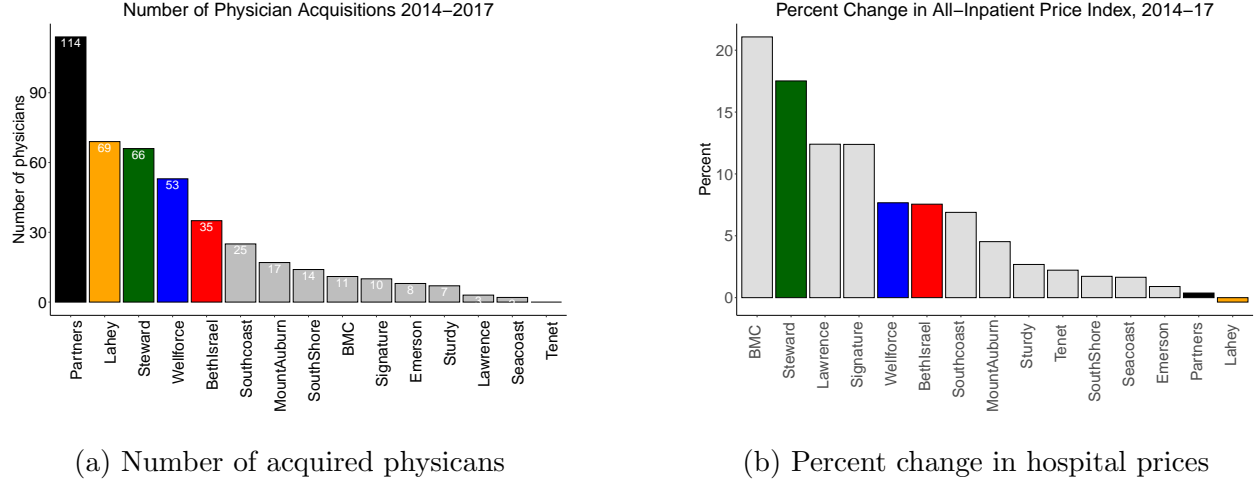 Number of Physician Acquisitions 2014−2017
Number of physicians
90
60
30
0
114
69
66
53
35
25
17
14
11
10
8
7
3
2
Partners
Lahey
Steward
Wellforce
BethIsrael
Southcoast
MountAuburn
SouthShore
BMC
Signature
Emerson
Sturdy
Lawrence
Seacoast
Tenet
(a) Number of acquired physicans
Percent Change in All−Inpatient Price Index, 2014−17
Percent
20
15
10
5
0
BMC
Steward
Lawrence
Signature
Wellforce
BethIsrael
Southcoast
MountAuburn
Sturdy
Tenet
SouthShore
Seacoast
Emerson
Partners
Lahey
(b) Percent change in hospital prices